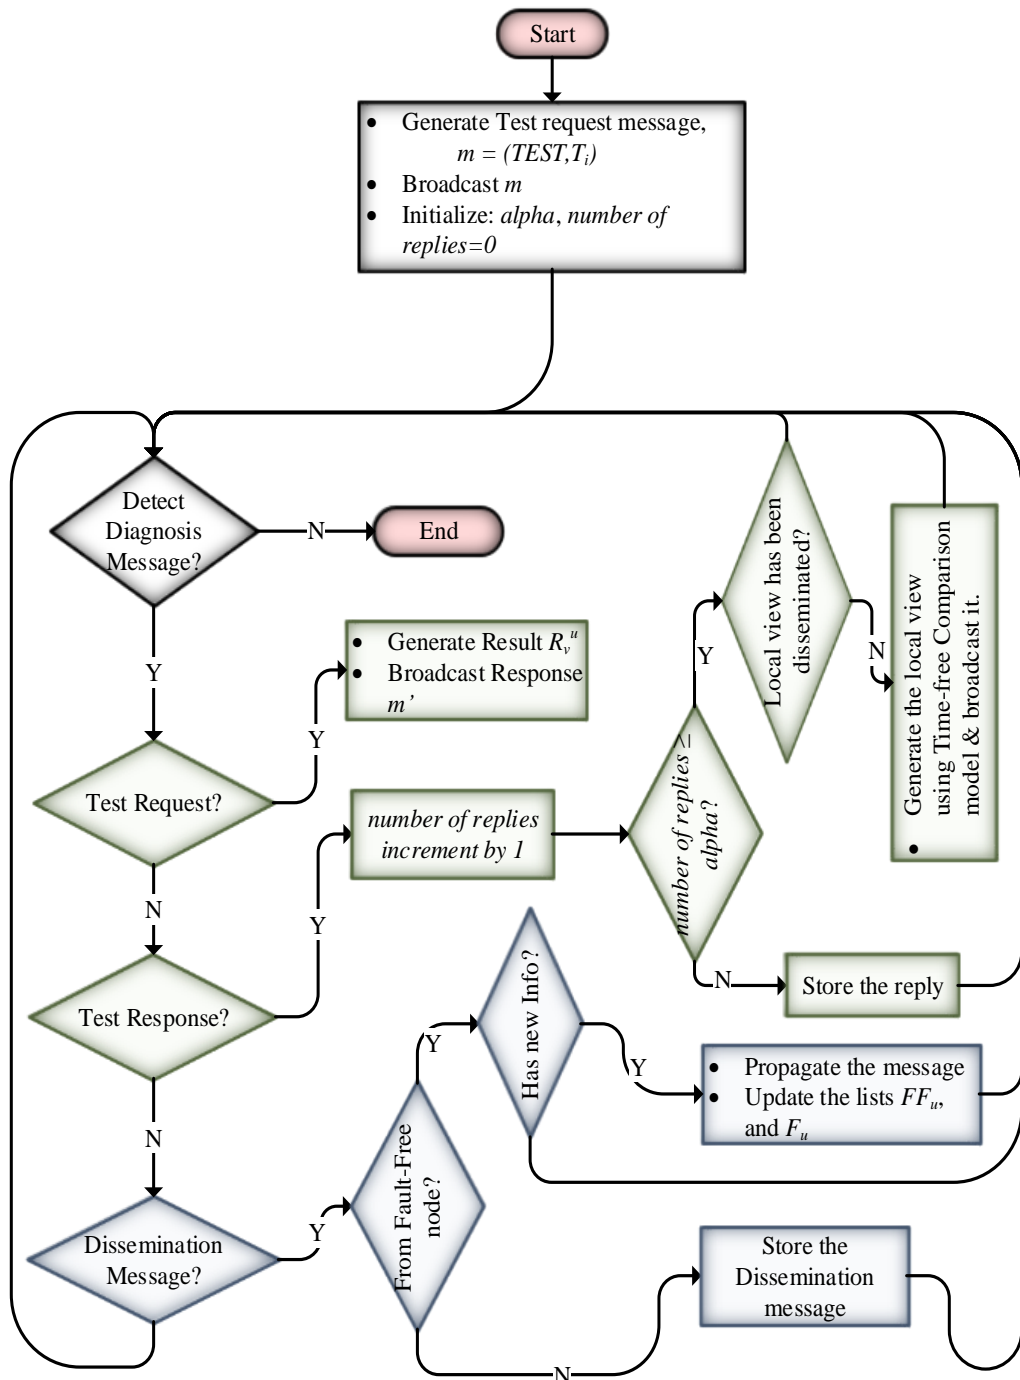 Start
• Generate Test request message,
m = (TEST,Ti)
• Broadcast m
• Initialize: alpha, number of
replies=0
Detect
Diagnosis
Message?
N
End
Y
Local view has been
disseminated?
Y
N
• Generate the local view
using Time-free Comparison
model & broadcast it.
• Generate Result Rvu
• Broadcast Response
m’
Y
Test Request?
number of replies
increment by 1
number of replies ≥
alpha?
N
Y
N
Store the reply
Test Response?
Has new Info?
Y
Y
• Propagate the message
• Update the lists FFu,
and Fu
N
From Fault-Free
node?
Y
Dissemination
Message?
Store the
Dissemination
message
N